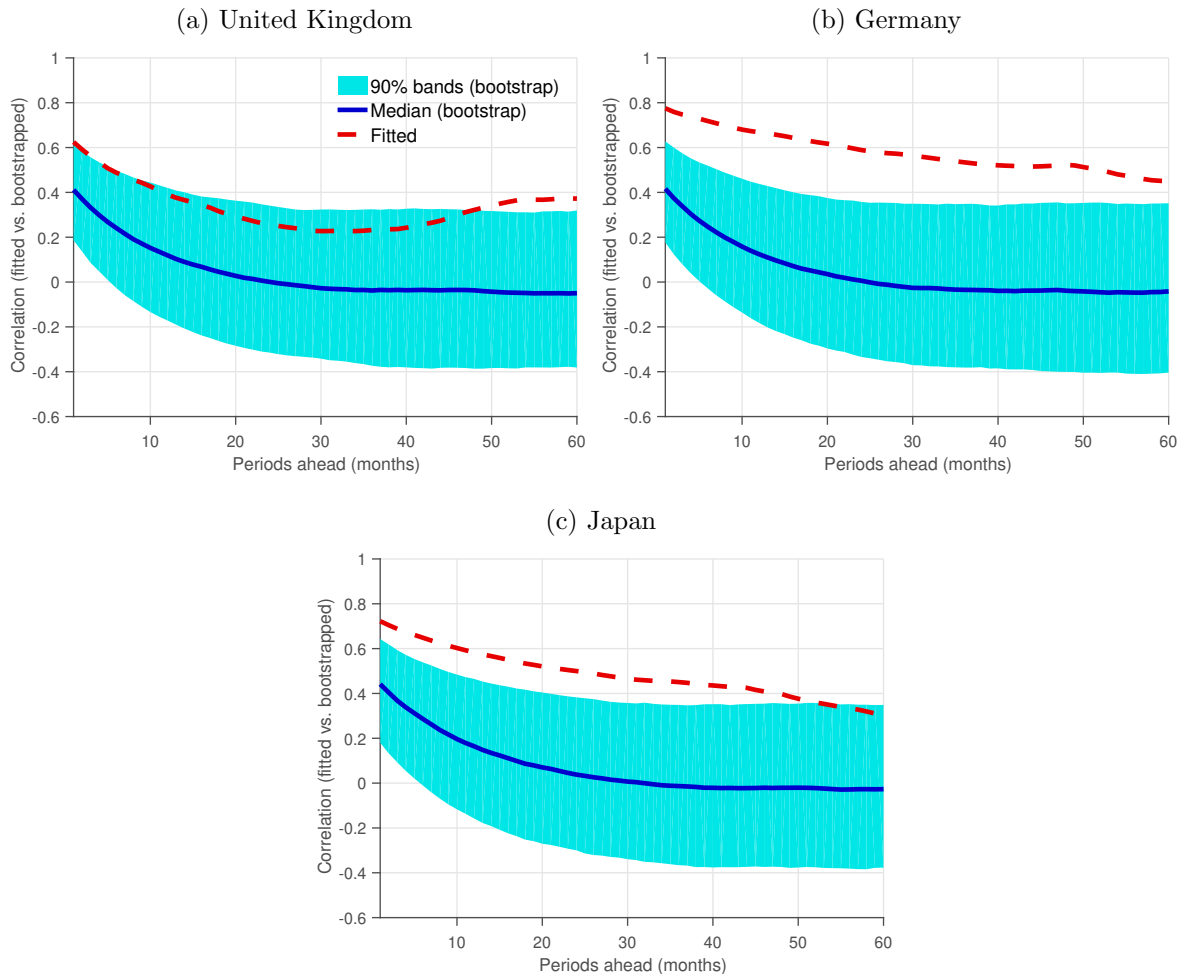 (a) United Kingdom
1
0.8
0.6
0.4
0.2
0
-0.2
-0.4
-0.6
Correlation (fitted vs. bootstrapped)
90% bands (bootstrap)
Median (bootstrap)
Fitted
10 20 30 40 50 60
Periods ahead (months)
(b) Germany
1
0.8
0.6
0.4
0.2
0
-0.2
-0.4
-0.6
Correlation (fitted vs. bootstrapped)
10 20 30 40 50 60
Periods ahead (months)
(c) Japan
1
0.8
0.6
0.4
0.2
0
-0.2
-0.4
-0.6
Correlation (fitted vs. bootstrapped)
10 20 30 40 50 60
Periods ahead (months)